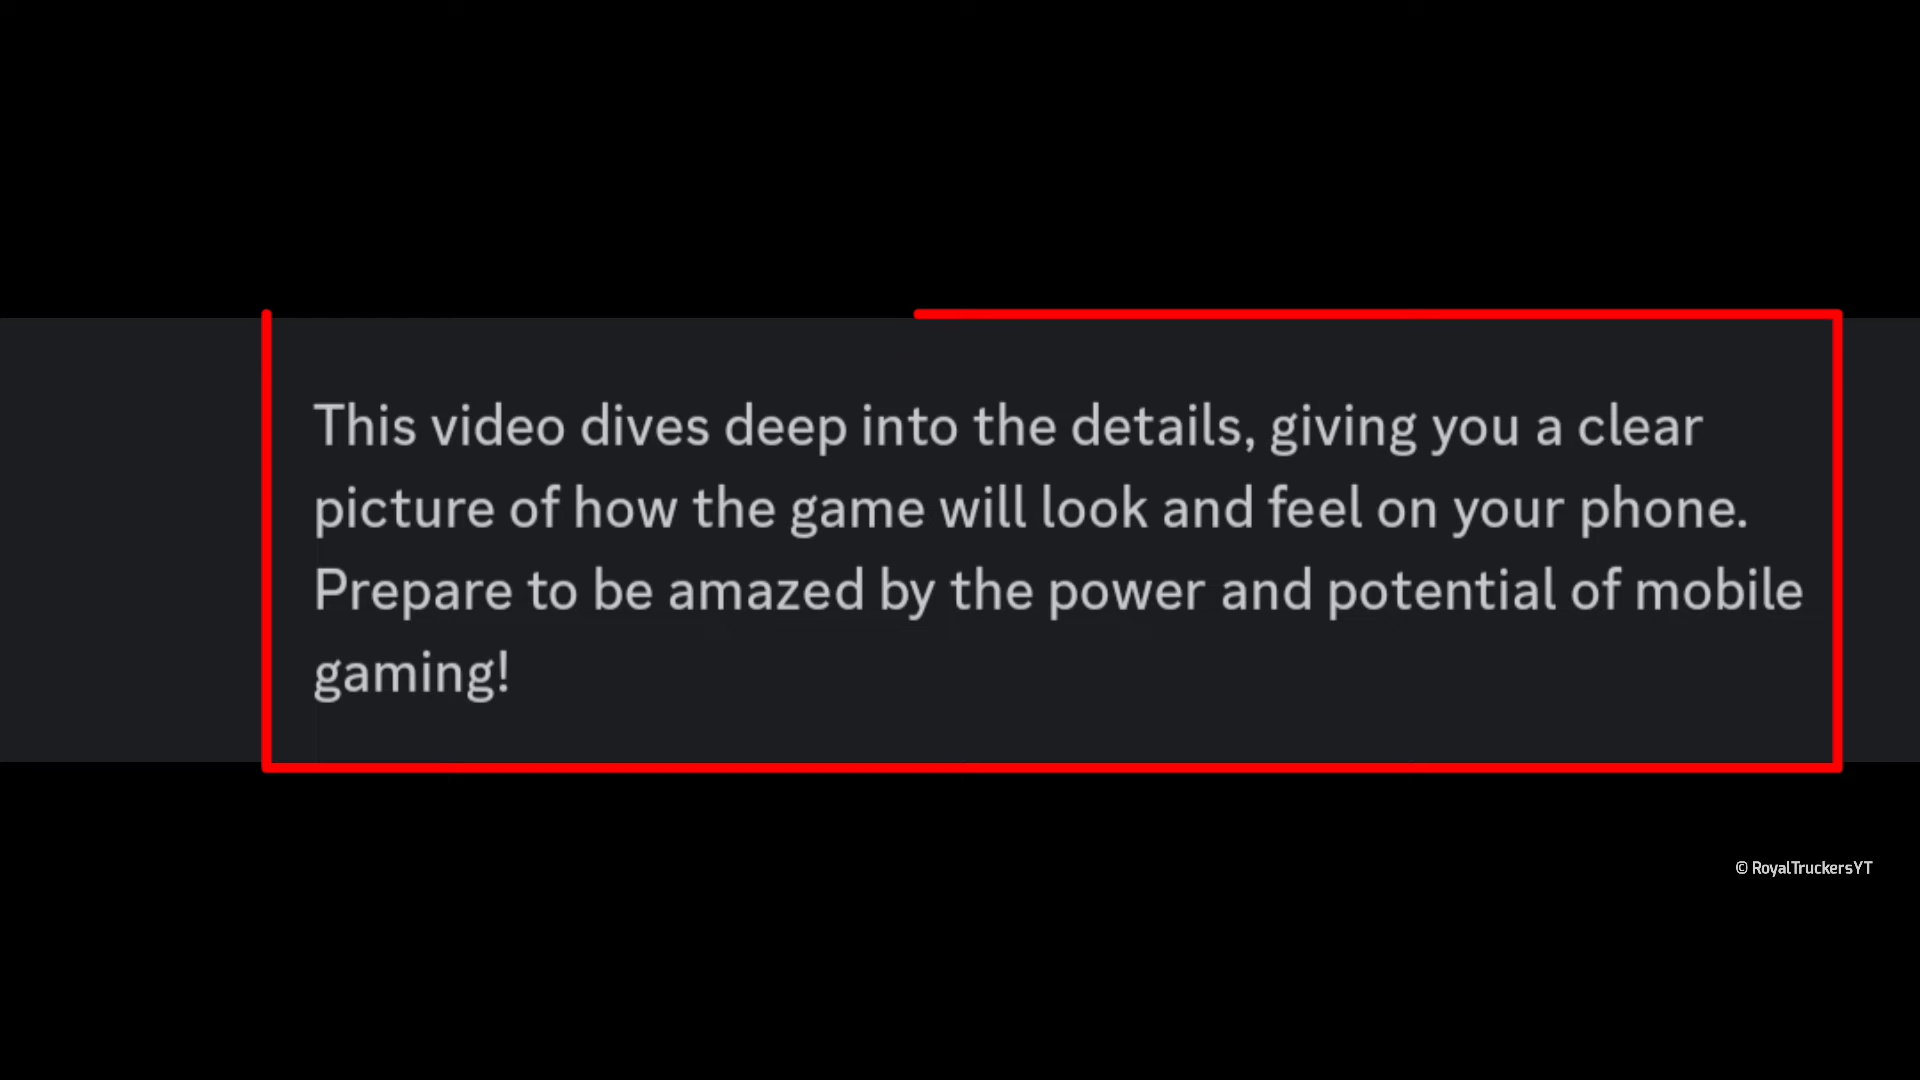 This video dives deep into the details, giving you a clear
picture of how the game will look and feel on your phone.
Prepare to be amazed by the power and potential of mobile
gaming!
© RoyalTruckersYT